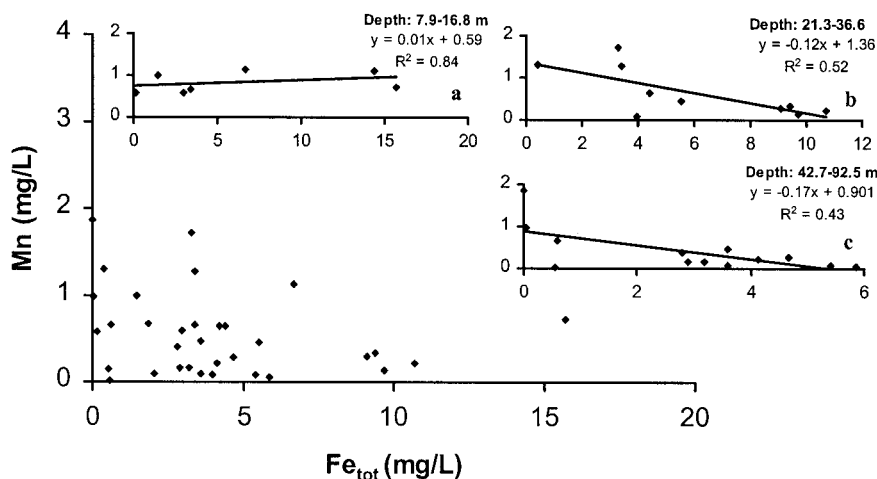 4
3
2
1
0
Mn (mg/L)
0
5
10
15
20
Fetot (mg/L)
Depth: 7.9-16.8 m
y = 0.01x + 0.59
R² = 0.84
a
2
1
0
0
5
10
15
20
Depth: 21.3-36.6
y = -0.12x + 1.36
R² = 0.52
b
2
1
0
0
2
4
6
8
10
12
Depth: 42.7-92.5 m
y = -0.17x + 0.901
R² = 0.43
c
2
1
0
0
2
4
6